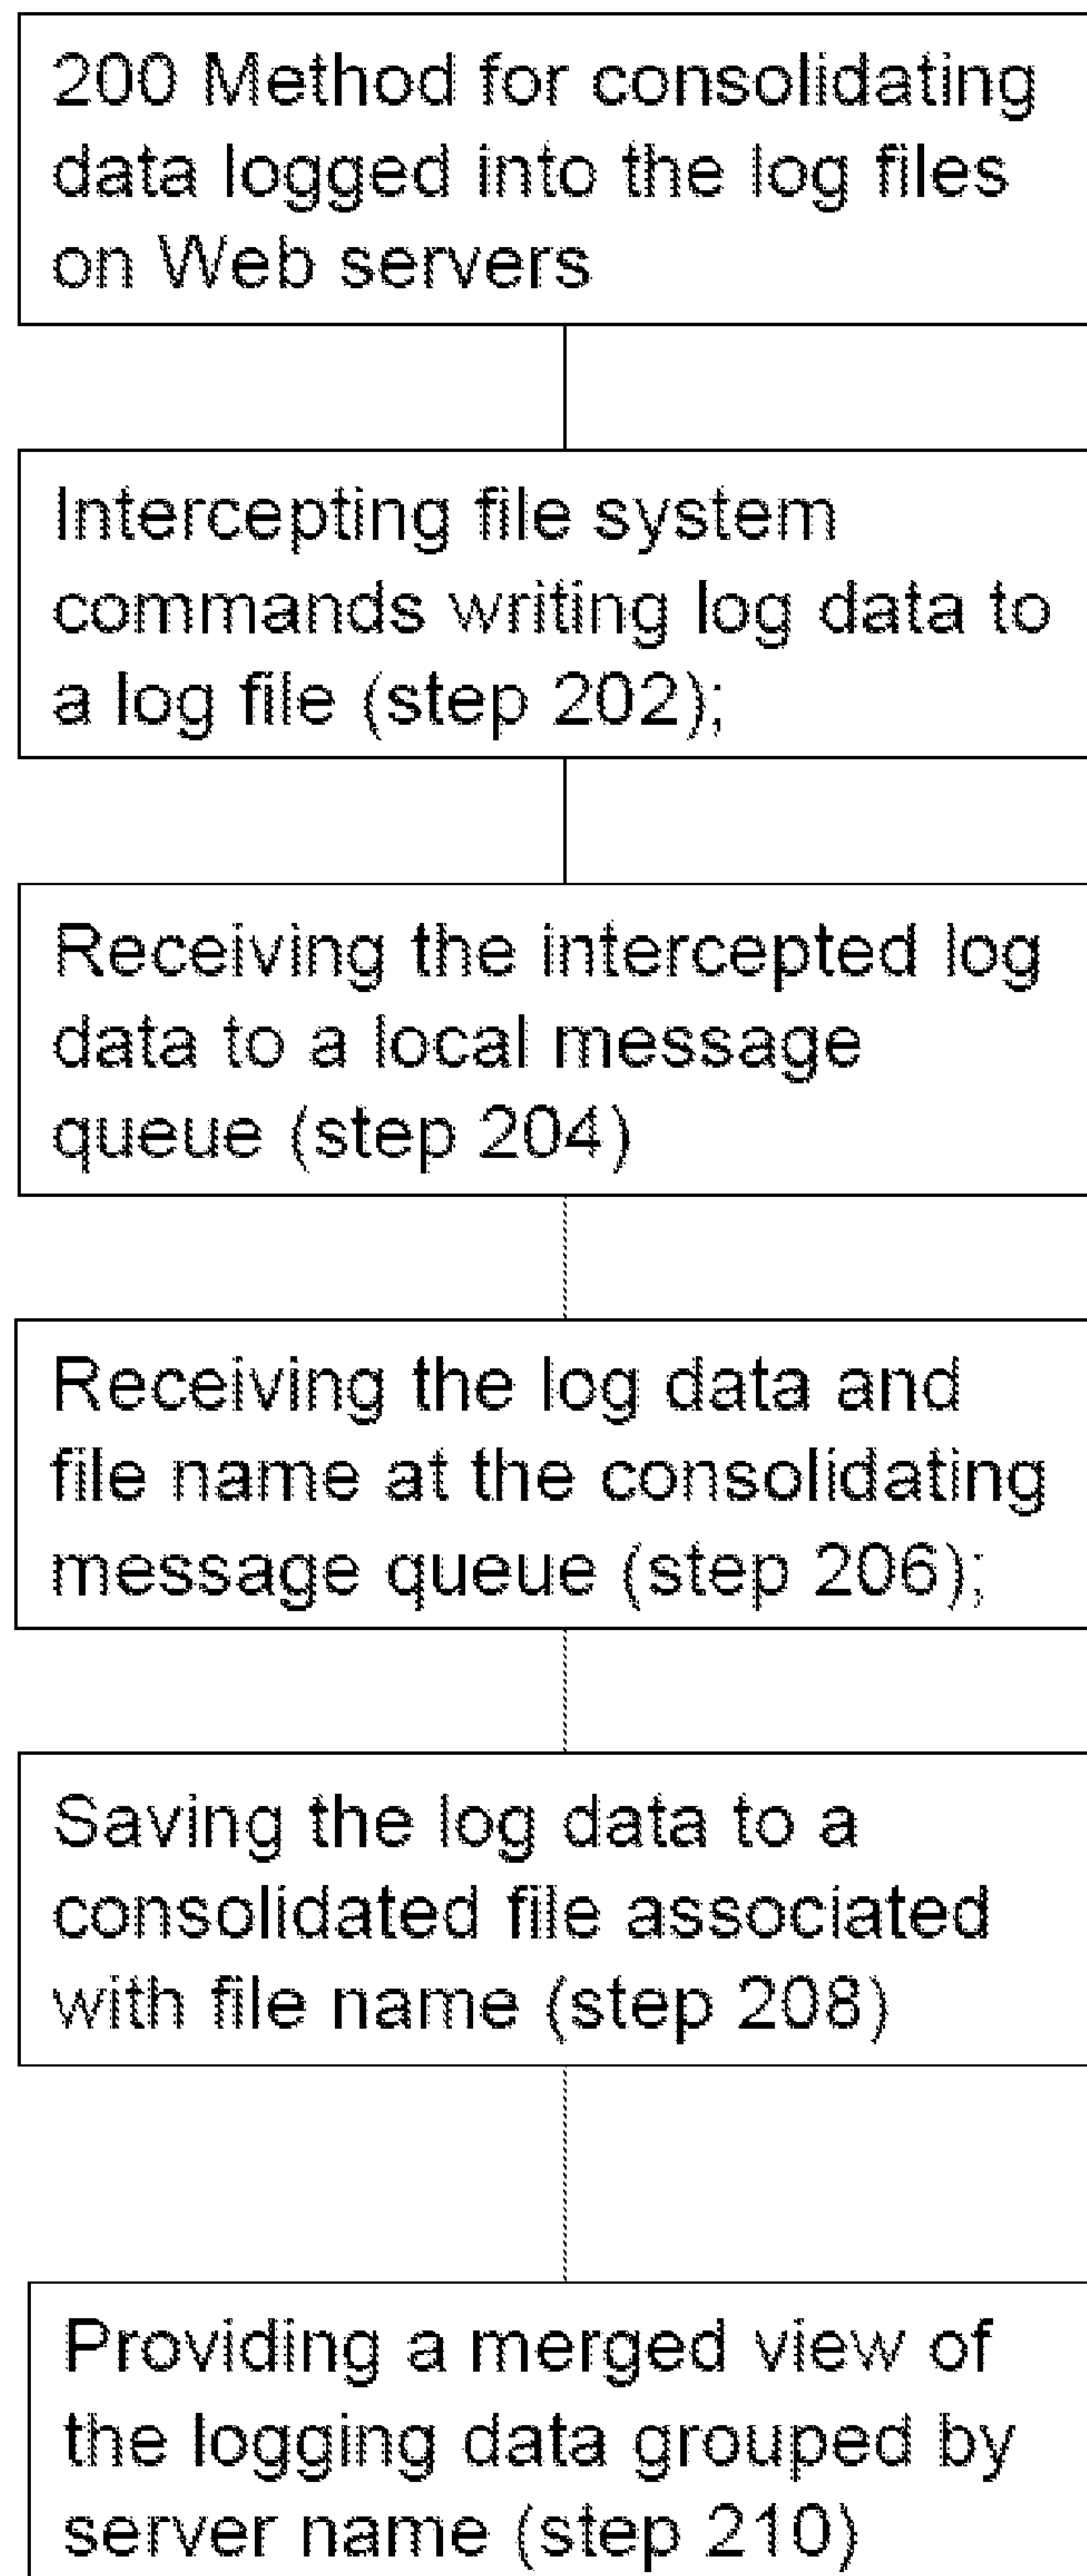 200 Method for consolidating
data logged into the log files
on Web servers
Intercepting file system
commands writing log data to
a log file (step 202);
Receiving the intercepted log
data to a local message
queue (step 204)
Receiving the log data and
file name at the consolidating
message queue (step 206);
Saving the log data to a
consolidated file associated
with file name (step 208)
Providing a merged view of
the logging data grouped by
server name (step 210)